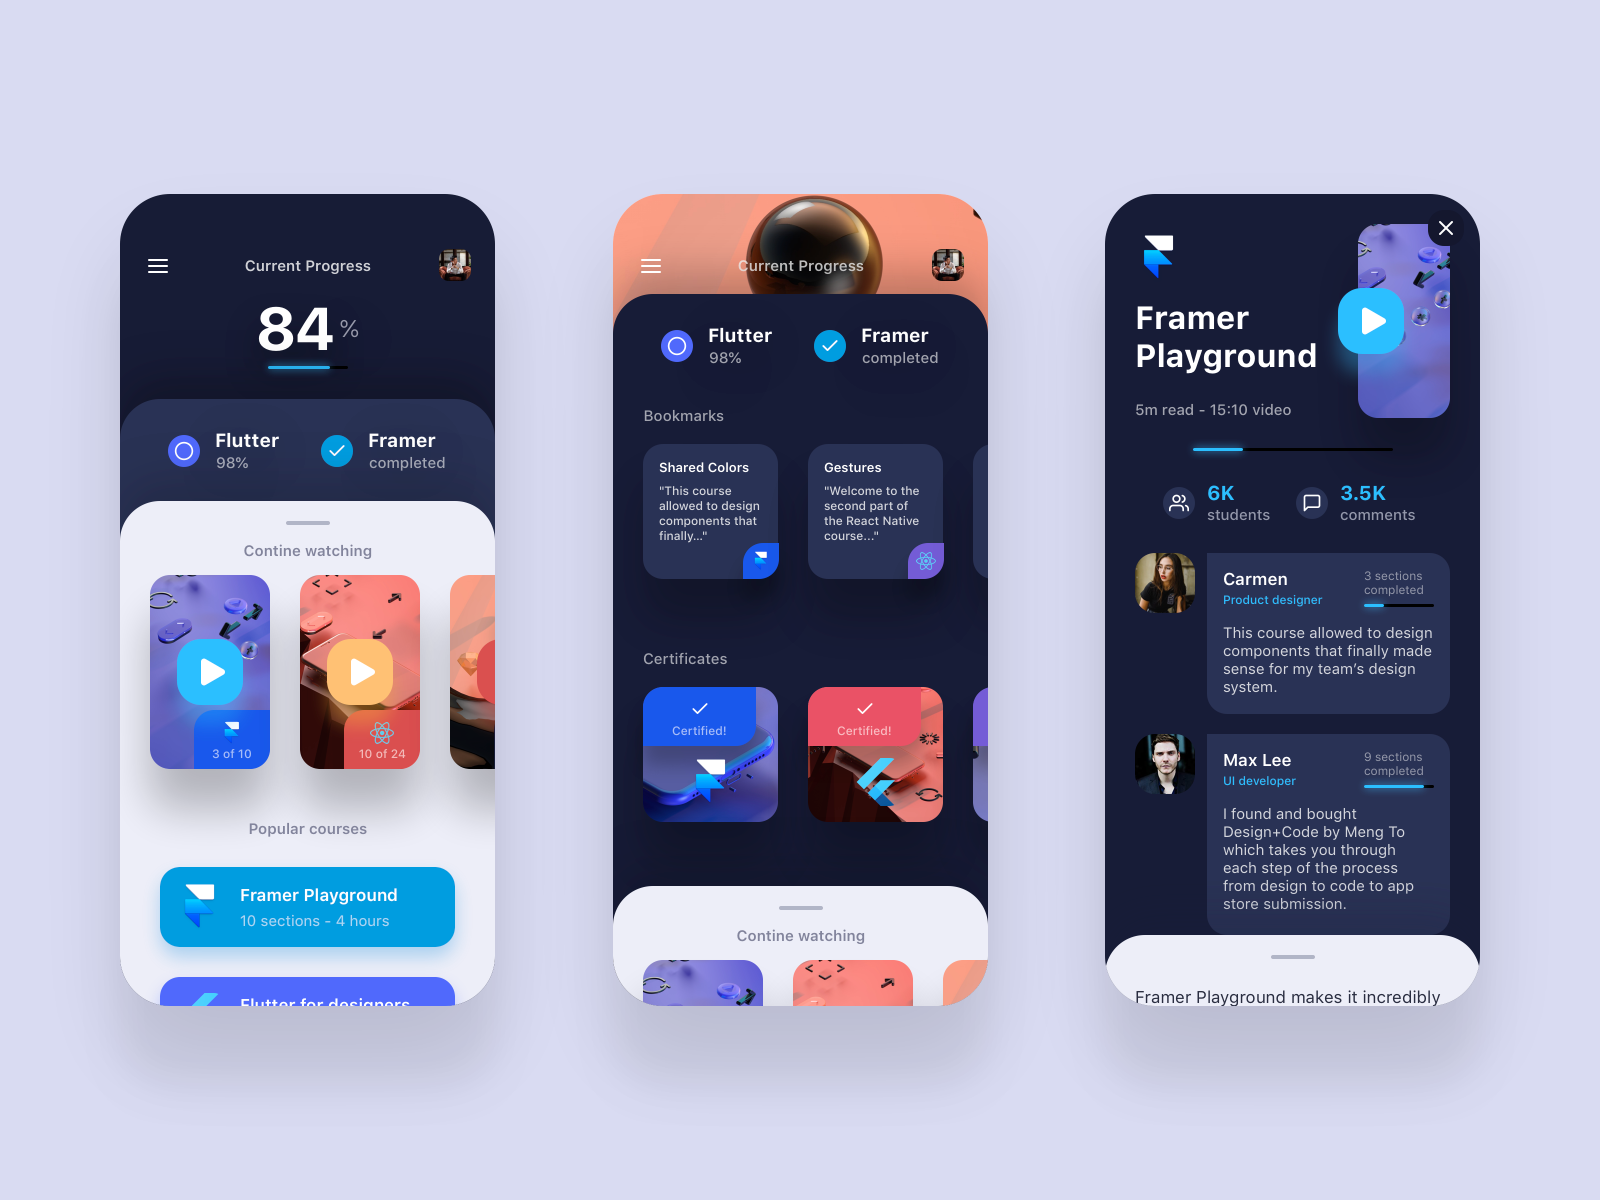 Current Progress
84%
Flutter
98%
Framer
completed
Contine watching
3 of 10
10 of 24
Popular courses
Framer Playground
10 sections - 4 hours
Flutter for designers
Current Progress
Flutter
98%
Framer
completed
Bookmarks
Shared Colors
"This course
allowed to design
components that
finally..."
Gestures
"Welcome to the
second part of
the React Native
course..."
Certificates
Certified!
Certified!
Contine watching
Framer
Playground
5m read - 15:10 video
6K
students
3.5K
comments
Carmen
Product designer
3 sections
completed
This course allowed to design
components that finally made
sense for my team's design
system.
Max Lee
UI developer
9 sections
completed
I found and bought
Design+Code by Meng To
which takes you through
each step of the process
from design to code to app
store submission.
Framer Playground makes it incredibly